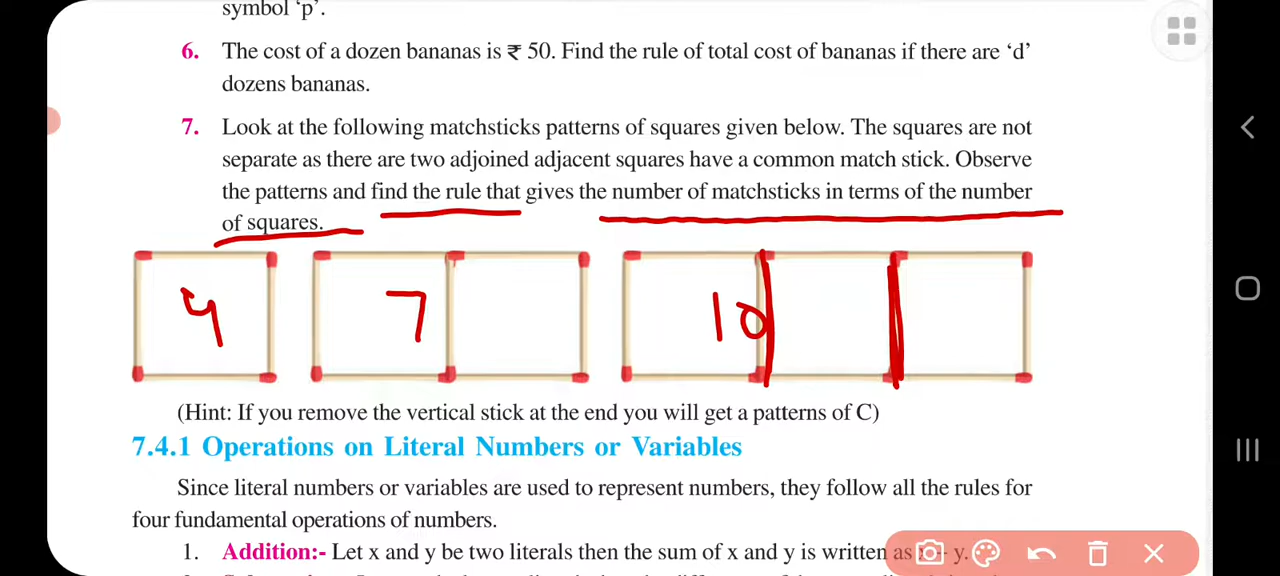 symbol ‘p’.
6. The cost of a dozen bananas is ₹ 50. Find the rule of total cost of bananas if there are ‘d’
dozens bananas.
7. Look at the following matchsticks patterns of squares given below. The squares are not
separate as there are two adjoined adjacent squares have a common match stick. Observe
the patterns and find the rule that gives the number of matchsticks in terms of the number
of squares.
4 7 10
(Hint: If you remove the vertical stick at the end you will get a patterns of C)
7.4.1 Operations on Literal Numbers or Variables
Since literal numbers or variables are used to represent numbers, they follow all the rules for
four fundamental operations of numbers.
1. Addition:- Let x and y be two literals then the sum of x and y is written as y.